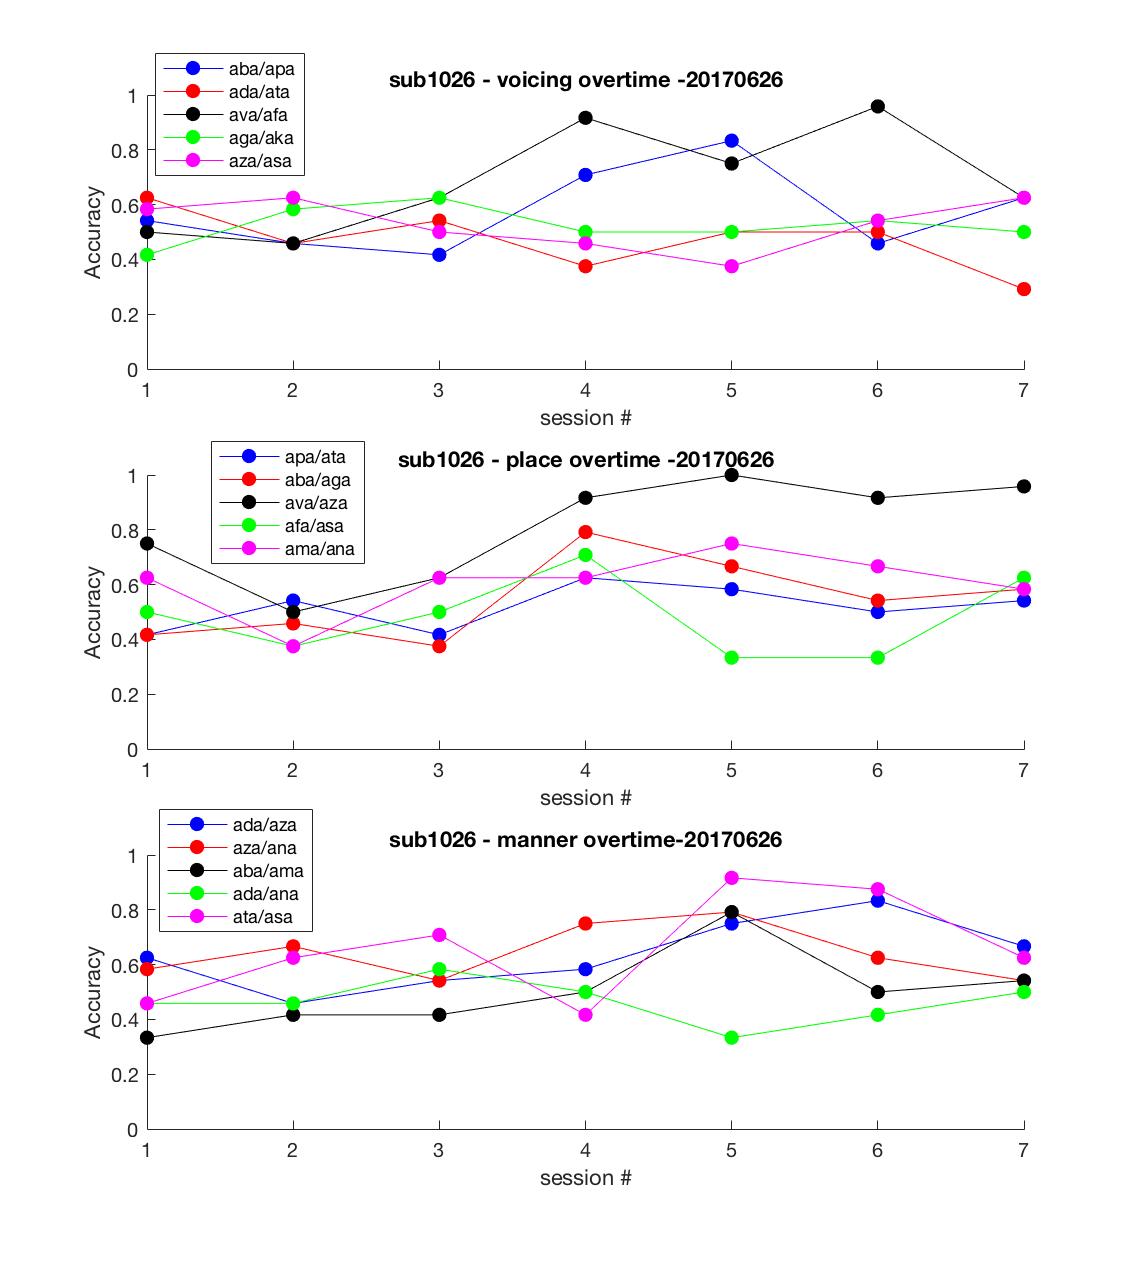 aba/apa
ada/ata
ava/afa
aga/aka
aza/asa
sub1026 - voicing overtime -20170626
1
0.8
0.6
0.4
0.2
0
Accuracy
1 2 3 4 5 6 7
session #
apa/ata
aba/aga
ava/aza
afa/asa
ama/ana
sub1026 - place overtime -20170626
1
0.8
0.6
0.4
0.2
0
Accuracy
1 2 3 4 5 6 7
session #
ada/aza
aza/ana
aba/ama
ada/ana
ata/asa
sub1026 - manner overtime-20170626
1
0.8
0.6
0.4
0.2
0
Accuracy
1 2 3 4 5 6 7
session #